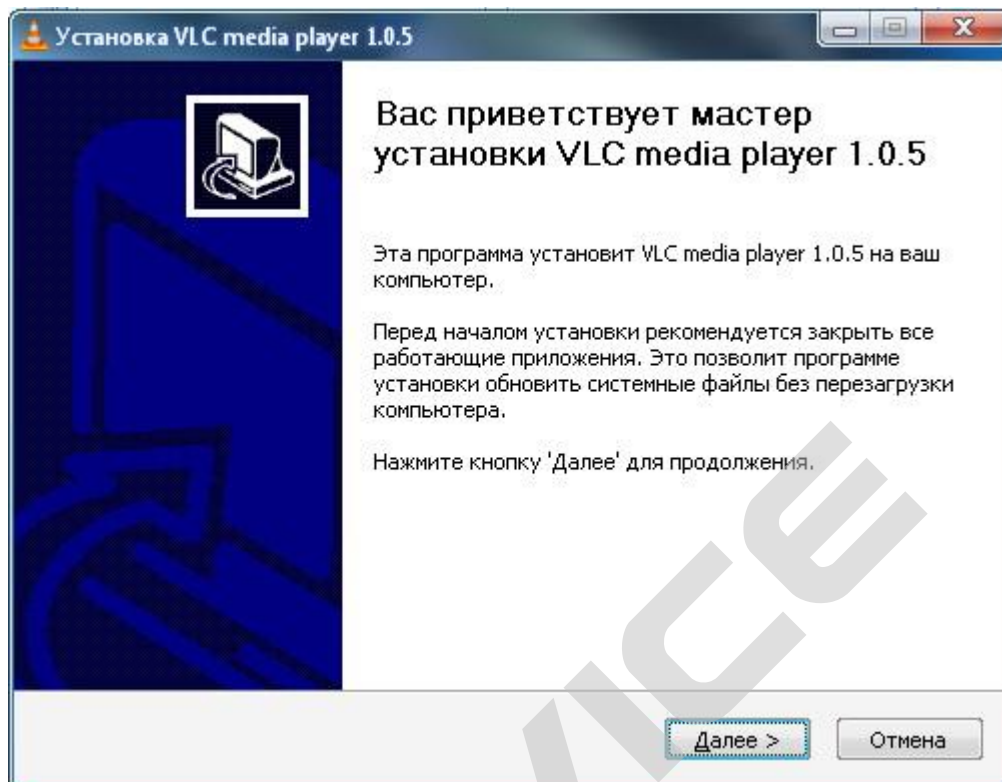 Установка VLC media player 1.0.5
Вас приветствует мастер
установки VLC media player 1.0.5
Эта программа установит VLC media player 1.0.5 на ваш
компьютер.
Перед началом установки рекомендуется закрыть все
работающие приложения. Это позволит программе
установки обновить системные файлы без перезагрузки
компьютера.
Нажмите кнопку 'Далее' для продолжения.
Далее >
Отмена